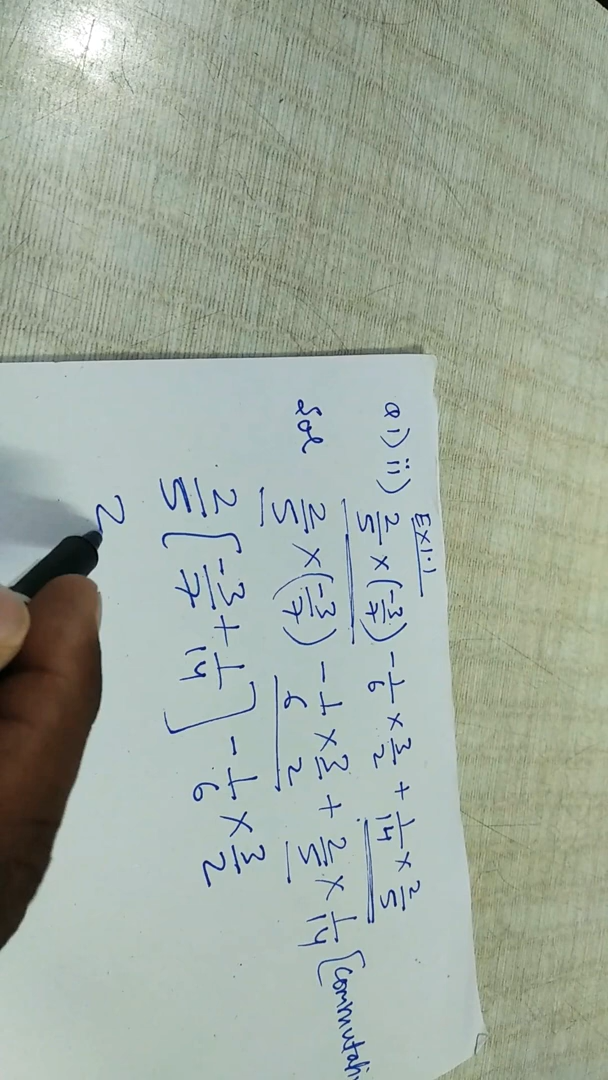 Ex1.1
Q1) ii) 2/5 × (-3/7) - 1/6 × 3/2 + 1/14 × 2/5
Sol 2/5 × (-3/7) - 1/6 × 3/2 + 2/5 × 1/14 [commutati
2/5 [-3/7 + 1/14] - 1/6 × 3/2
2